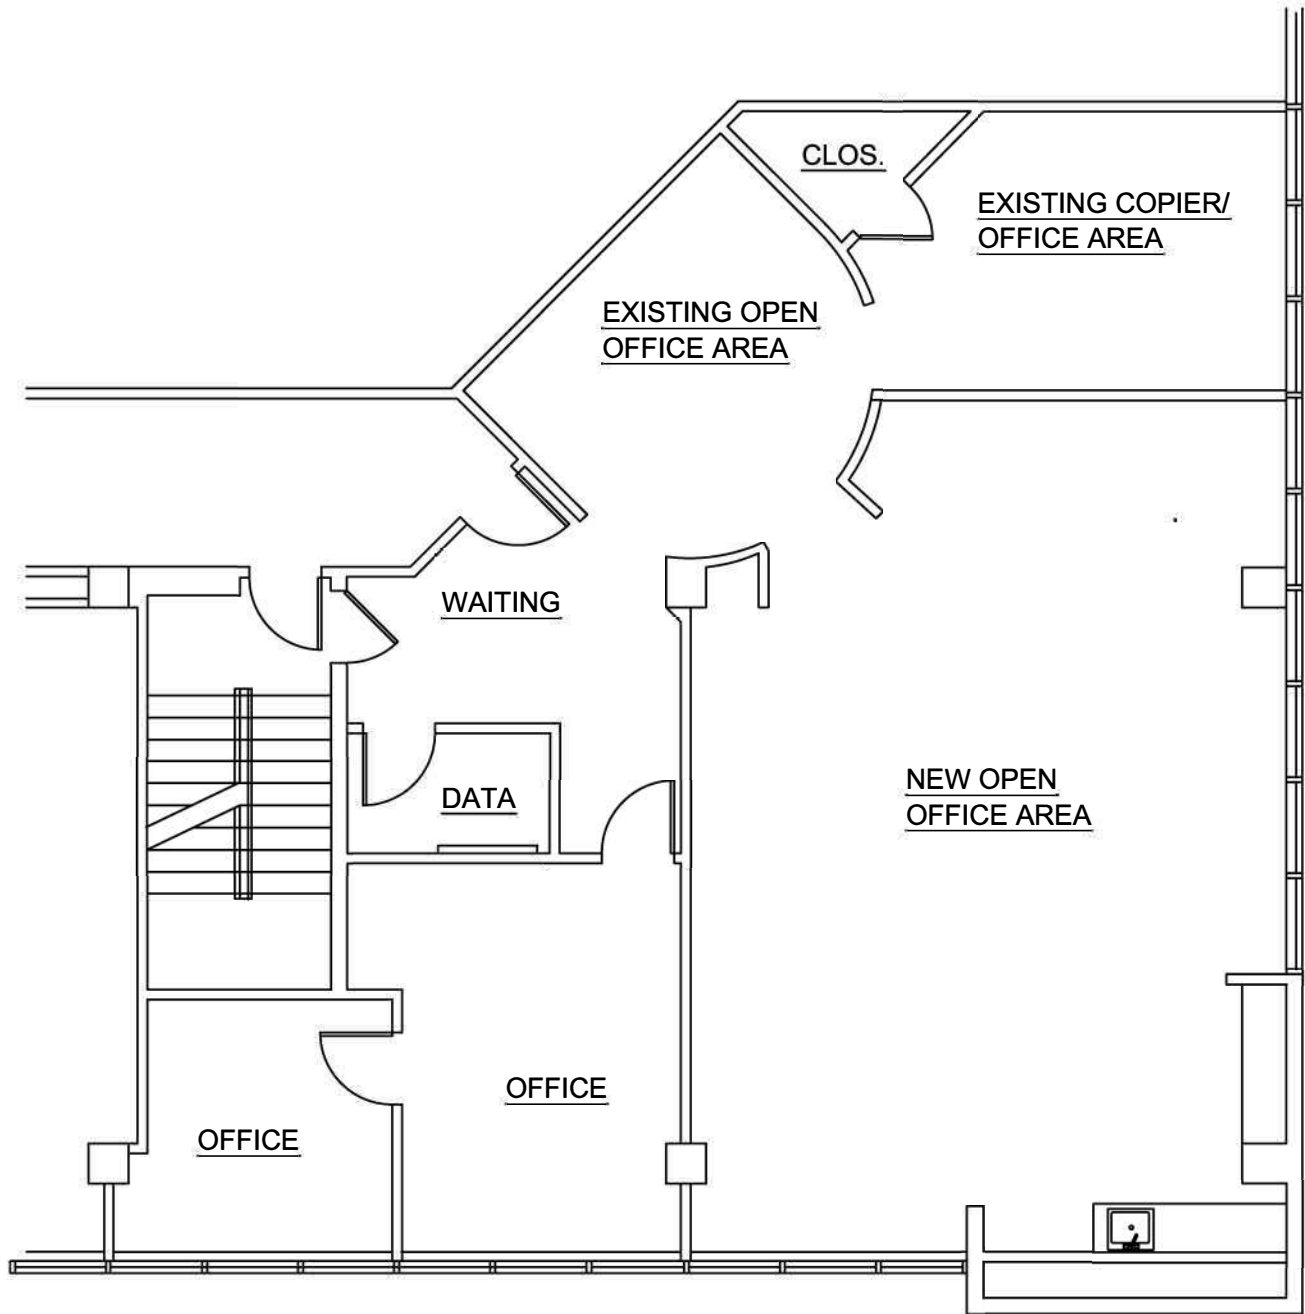 CLOS.
EXISTING COPIER/
OFFICE AREA
EXISTING OPEN
OFFICE AREA
WAITING
DATA
NEW OPEN
OFFICE AREA
OFFICE
OFFICE